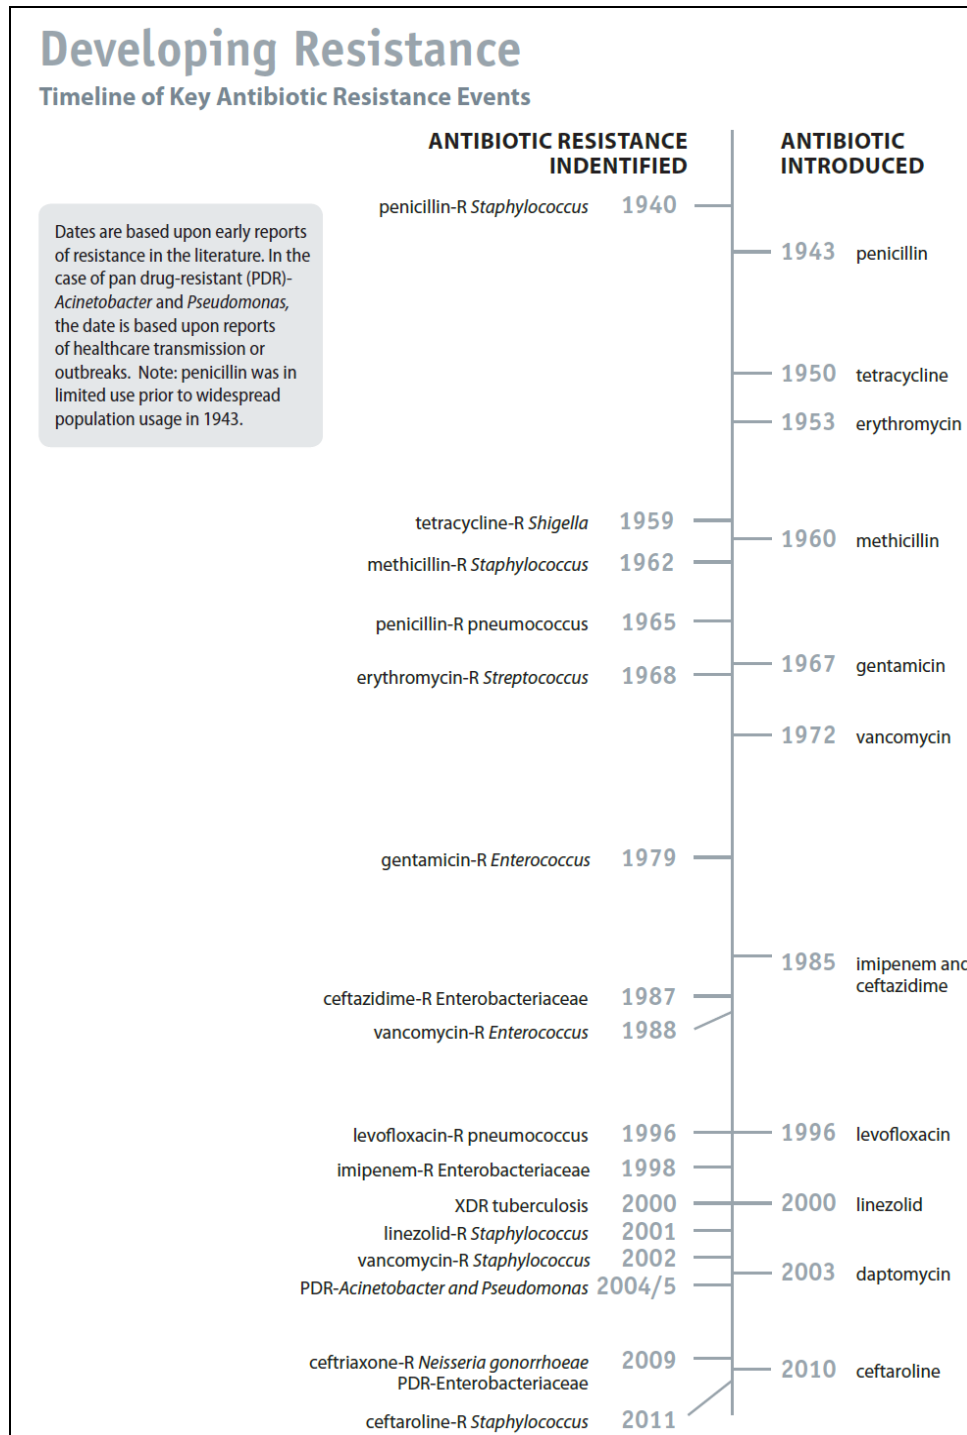 Developing Resistance
Timeline of Key Antibiotic Resistance Events
ANTIBIOTIC RESISTANCE
INDENTIFIED
ANTIBIOTIC
INTRODUCED
Dates are based upon early reports
of resistance in the literature. In the
case of pan drug-resistant (PDR)-
Acinetobacter and Pseudomonas,
the date is based upon reports
of healthcare transmission or
outbreaks. Note: penicillin was in
limited use prior to widespread
population usage in 1943.
penicillin-R Staphylococcus 1940
1943 penicillin
1950 tetracycline
1953 erythromycin
tetracycline-R Shigella 1959
1960 methicillin
methicillin-R Staphylococcus 1962
penicillin-R pneumococcus 1965
1967 gentamicin
erythromycin-R Streptococcus 1968
1972 vancomycin
gentamicin-R Enterococcus 1979
1985 imipenem and
ceftazidime
ceftazidime-R Enterobacteriaceae 1987
vancomycin-R Enterococcus 1988
levofloxacin-R pneumococcus 1996
1996 levofloxacin
imipenem-R Enterobacteriaceae 1998
XDR tuberculosis 2000
2000 linezolid
linezolid-R Staphylococcus 2001
vancomycin-R Staphylococcus 2002
2003 daptomycin
PDR-Acinetobacter and Pseudomonas 2004/5
ceftriaxone-R Neisseria gonorrhoeae 2009
PDR-Enterobacteriaceae
2010 ceftaroline
ceftaroline-R Staphylococcus 2011